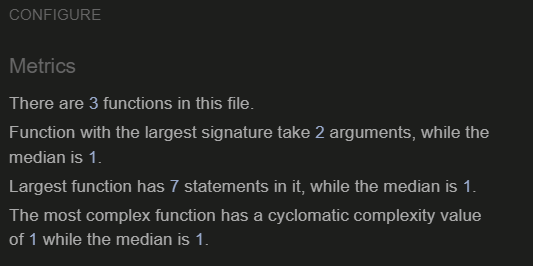 CONFIGURE
Metrics
There are 3 functions in this file.
Function with the largest signature take 2 arguments, while the
median is 1.
Largest function has 7 statements in it, while the median is 1.
The most complex function has a cyclomatic complexity value
of 1 while the median is 1.